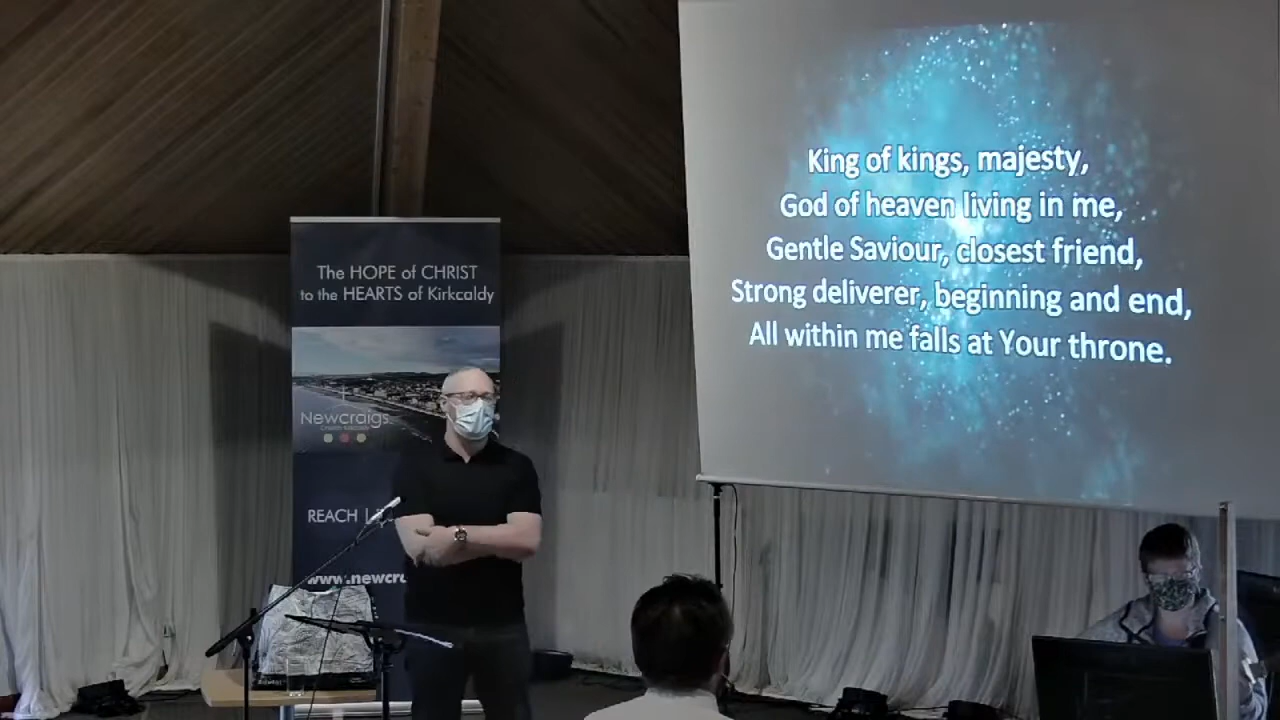 The HOPE of CHRIST
to the HEARTS of Kirkcaldy
Newcraigs
REACH
www.newcr
King of kings, majesty,
God of heaven living in me,
Gentle Saviour, closest friend,
Strong deliverer, beginning and end,
All within me falls at Your throne.